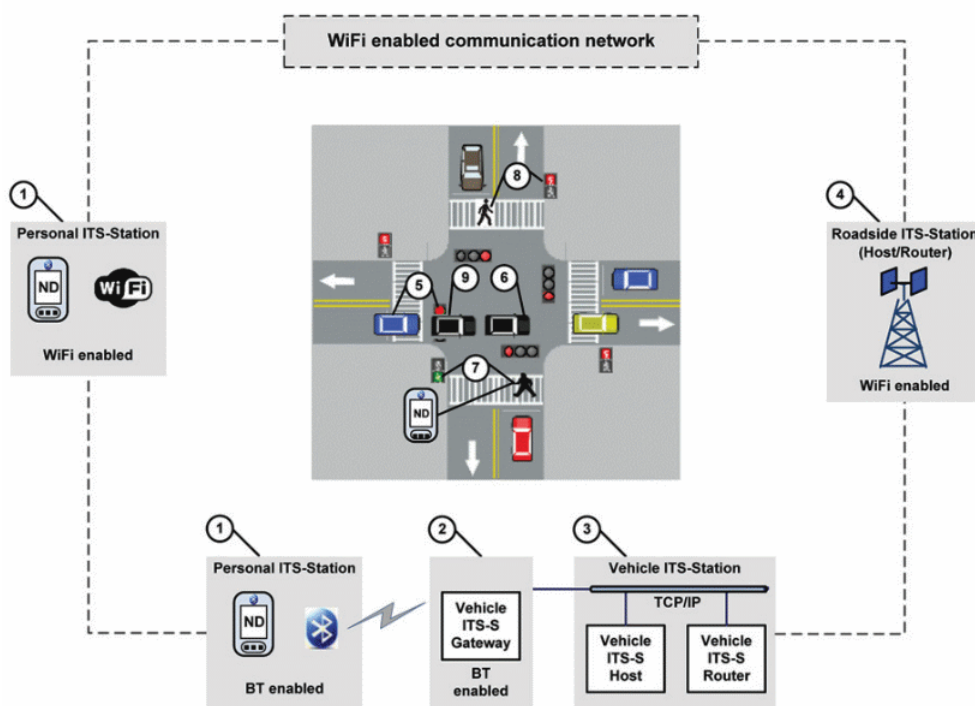 WiFi enabled communication network
1
Personal ITS-Station
ND
Wi Fi
WiFi enabled
4
Roadside ITS-Station
(Host/Router)
WiFi enabled
8
5
9
6
7
ND
1
Personal ITS-Station
ND
BT enabled
2
Vehicle
ITS-S
Gateway
BT
enabled
3
Vehicle ITS-Station
TCP/IP
Vehicle
ITS-S
Host
Vehicle
ITS-S
Router